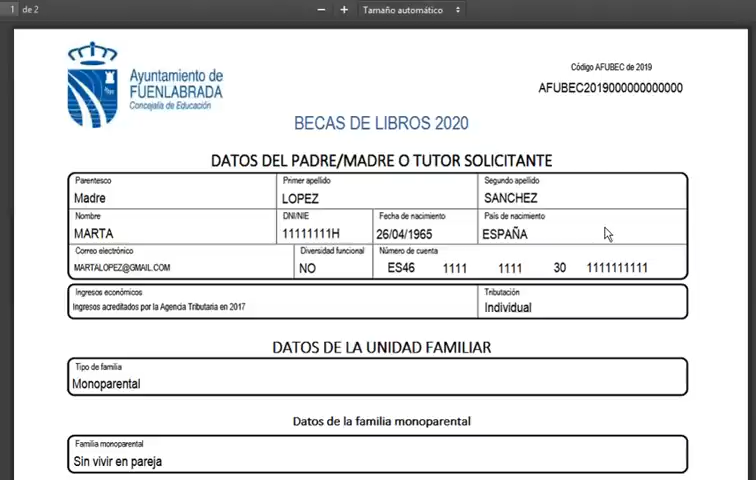 1 de 2 − + Tamaño automático
Código AFUBEC de 2019
Ayuntamiento de
FUENLABRADA
Concejalía de Educación
AFUBEC2019000000000000
BECAS DE LIBROS 2020
DATOS DEL PADRE/MADRE O TUTOR SOLICITANTE
Parentesco Primer apellido Segundo apellido
Madre LOPEZ SANCHEZ
Nombre DNI/NIE Fecha de nacimiento País de nacimiento
MARTA 11111111H 26/04/1965 ESPAÑA
Correo electrónico Diversidad funcional Número de cuenta
MARTALOPEZ@GMAIL.COM NO ES46 1111 1111 30 1111111111
Ingresos económicos Tributación
Ingresos acreditados por la Agencia Tributaria en 2017 Individual
DATOS DE LA UNIDAD FAMILIAR
Tipo de familia
Monoparental
Datos de la familia monoparental
Familia monoparental
Sin vivir en pareja